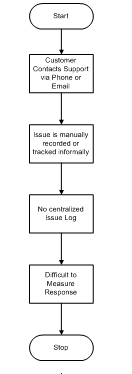 Start
Customer
Contacts Support
via Phone or
Email
Issue is manually
recorded or
tracked informally
No centralized
Issue Log
Difficult to
Measure
Response
Stop